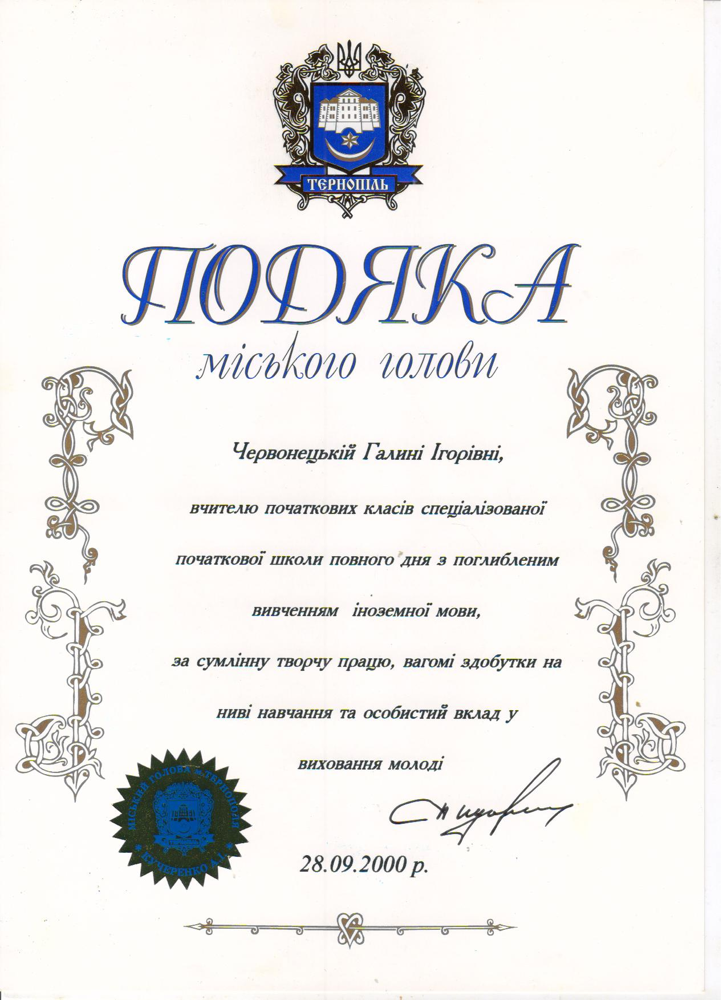 ТЕРНОПІЛЬ
ПОДЯКА
міського голови
Червонецькій Галині Ігорівні,
вчителю початкових класів спеціалізованої
початкової школи повного дня з поглибленим
вивченням іноземної мови,
за сумлінну творчу працю, вагомі здобутки на
ниві навчання та особистий вклад у
виховання молоді
МІСЬКИЙ ГОЛОВА м. ТЕРНОПОЛЯ
ТЕРНОПІЛЬ
* КУЧЕРЕНКО А.І. *
28.09.2000 р.